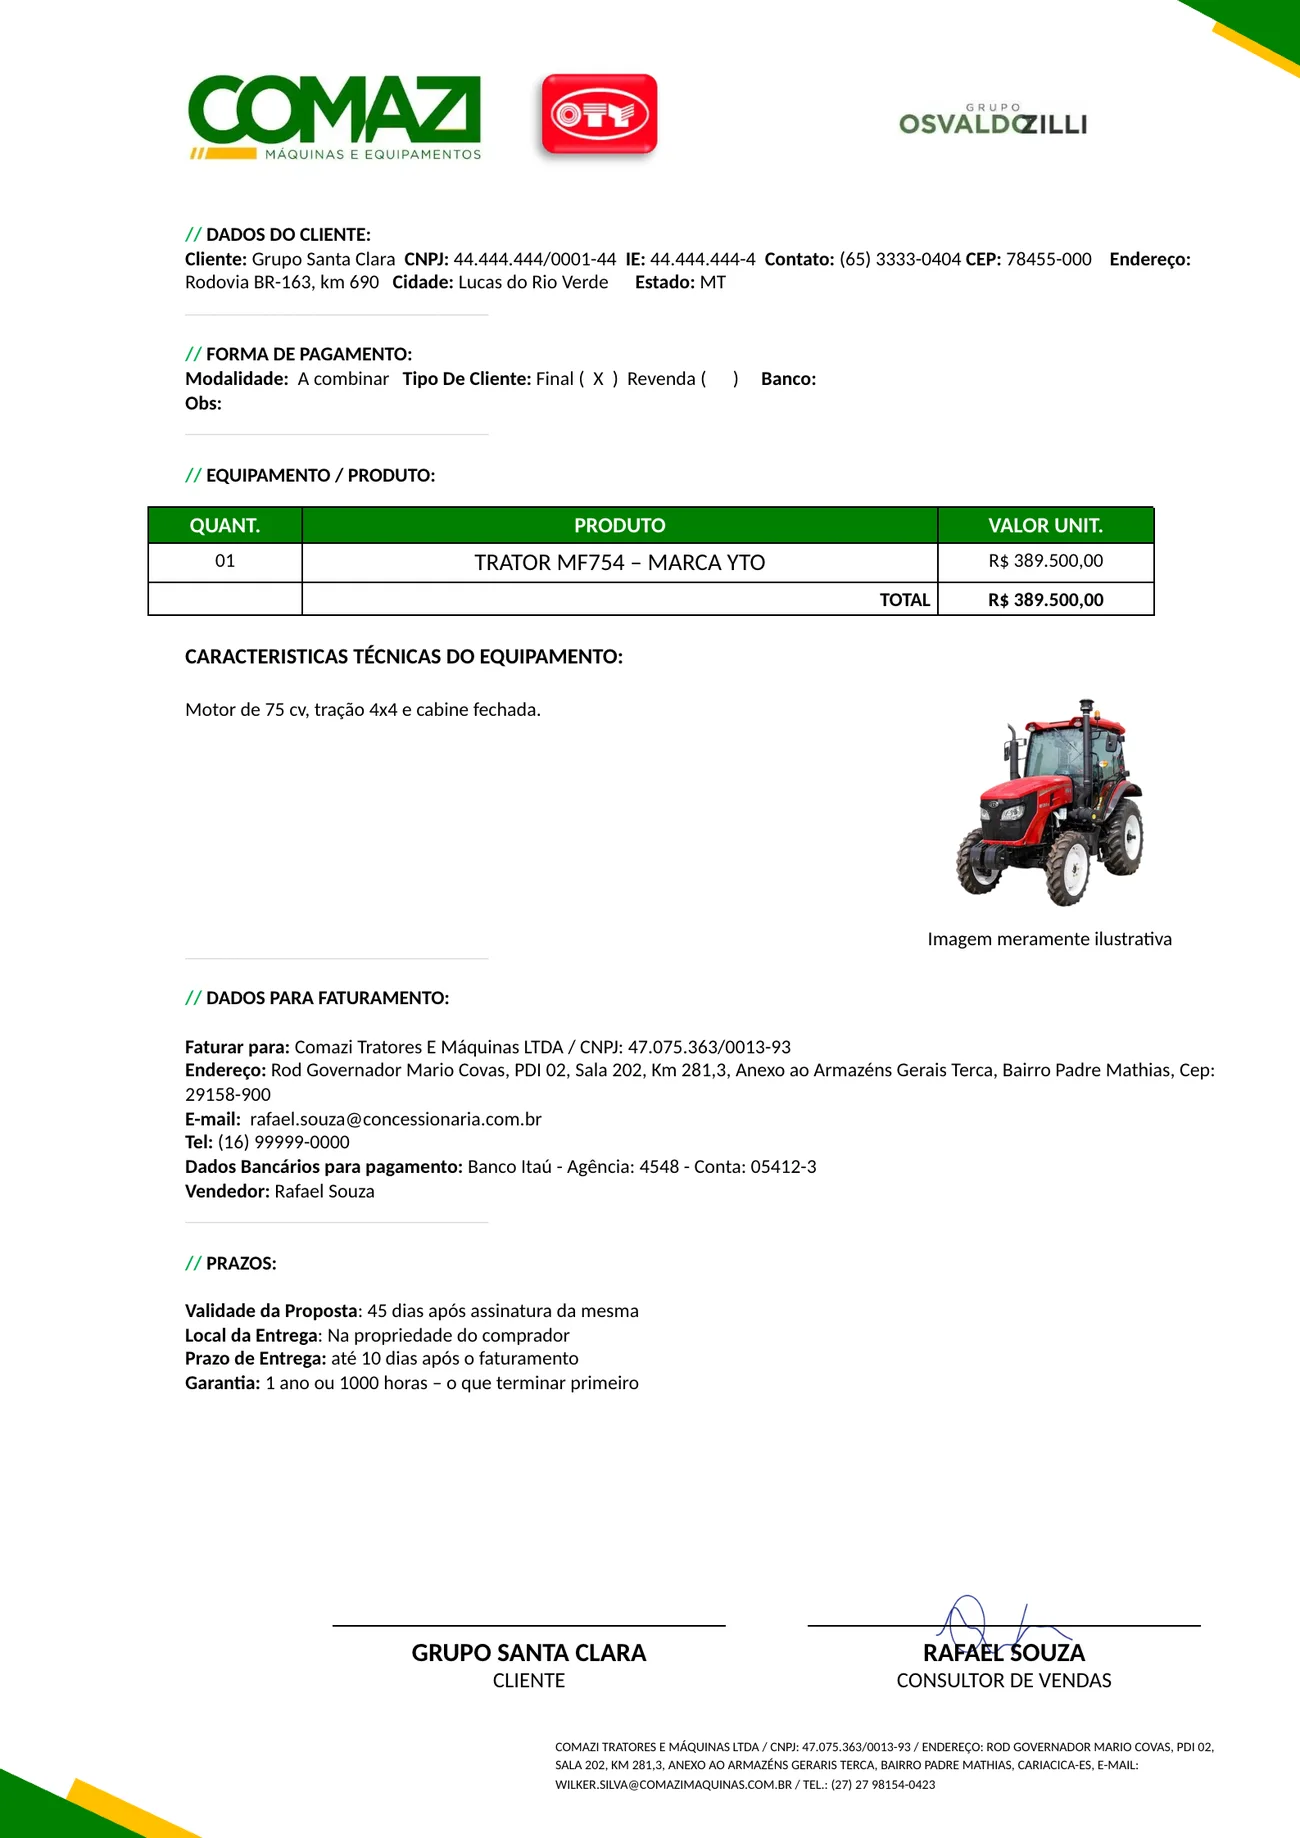 COMAZI
MÁQUINAS E EQUIPAMENTOS
GRUPO
OSVALDOZILLI
// DADOS DO CLIENTE:
Cliente: Grupo Santa Clara CNPJ: 44.444.444/0001-44 IE: 44.444.444-4 Contato: (65) 3333-0404 CEP: 78455-000 Endereço:
Rodovia BR-163, km 690 Cidade: Lucas do Rio Verde Estado: MT
// FORMA DE PAGAMENTO:
Modalidade: A combinar Tipo De Cliente: Final ( X ) Revenda ( ) Banco:
Obs:
// EQUIPAMENTO / PRODUTO:
QUANT. PRODUTO VALOR UNIT.
01 TRATOR MF754 – MARCA YTO R$ 389.500,00
TOTAL R$ 389.500,00
CARACTERISTICAS TÉCNICAS DO EQUIPAMENTO:
Motor de 75 cv, tração 4x4 e cabine fechada.
Imagem meramente ilustrativa
// DADOS PARA FATURAMENTO:
Faturar para: Comazi Tratores E Máquinas LTDA / CNPJ: 47.075.363/0013-93
Endereço: Rod Governador Mario Covas, PDI 02, Sala 202, Km 281,3, Anexo ao Armazéns Gerais Terca, Bairro Padre Mathias, Cep:
29158-900
E-mail: rafael.souza@concessionaria.com.br
Tel: (16) 99999-0000
Dados Bancários para pagamento: Banco Itaú - Agência: 4548 - Conta: 05412-3
Vendedor: Rafael Souza
// PRAZOS:
Validade da Proposta: 45 dias após assinatura da mesma
Local da Entrega: Na propriedade do comprador
Prazo de Entrega: até 10 dias após o faturamento
Garantia: 1 ano ou 1000 horas – o que terminar primeiro
GRUPO SANTA CLARA
CLIENTE
RAFAEL SOUZA
CONSULTOR DE VENDAS
COMAZI TRATORES E MÁQUINAS LTDA / CNPJ: 47.075.363/0013-93 / ENDEREÇO: ROD GOVERNADOR MARIO COVAS, PDI 02,
SALA 202, KM 281,3, ANEXO AO ARMAZÉNS GERARIS TERCA, BAIRRO PADRE MATHIAS, CARIACICA-ES, E-MAIL:
WILKER.SILVA@COMAZIMAQUINAS.COM.BR / TEL.: (27) 27 98154-0423